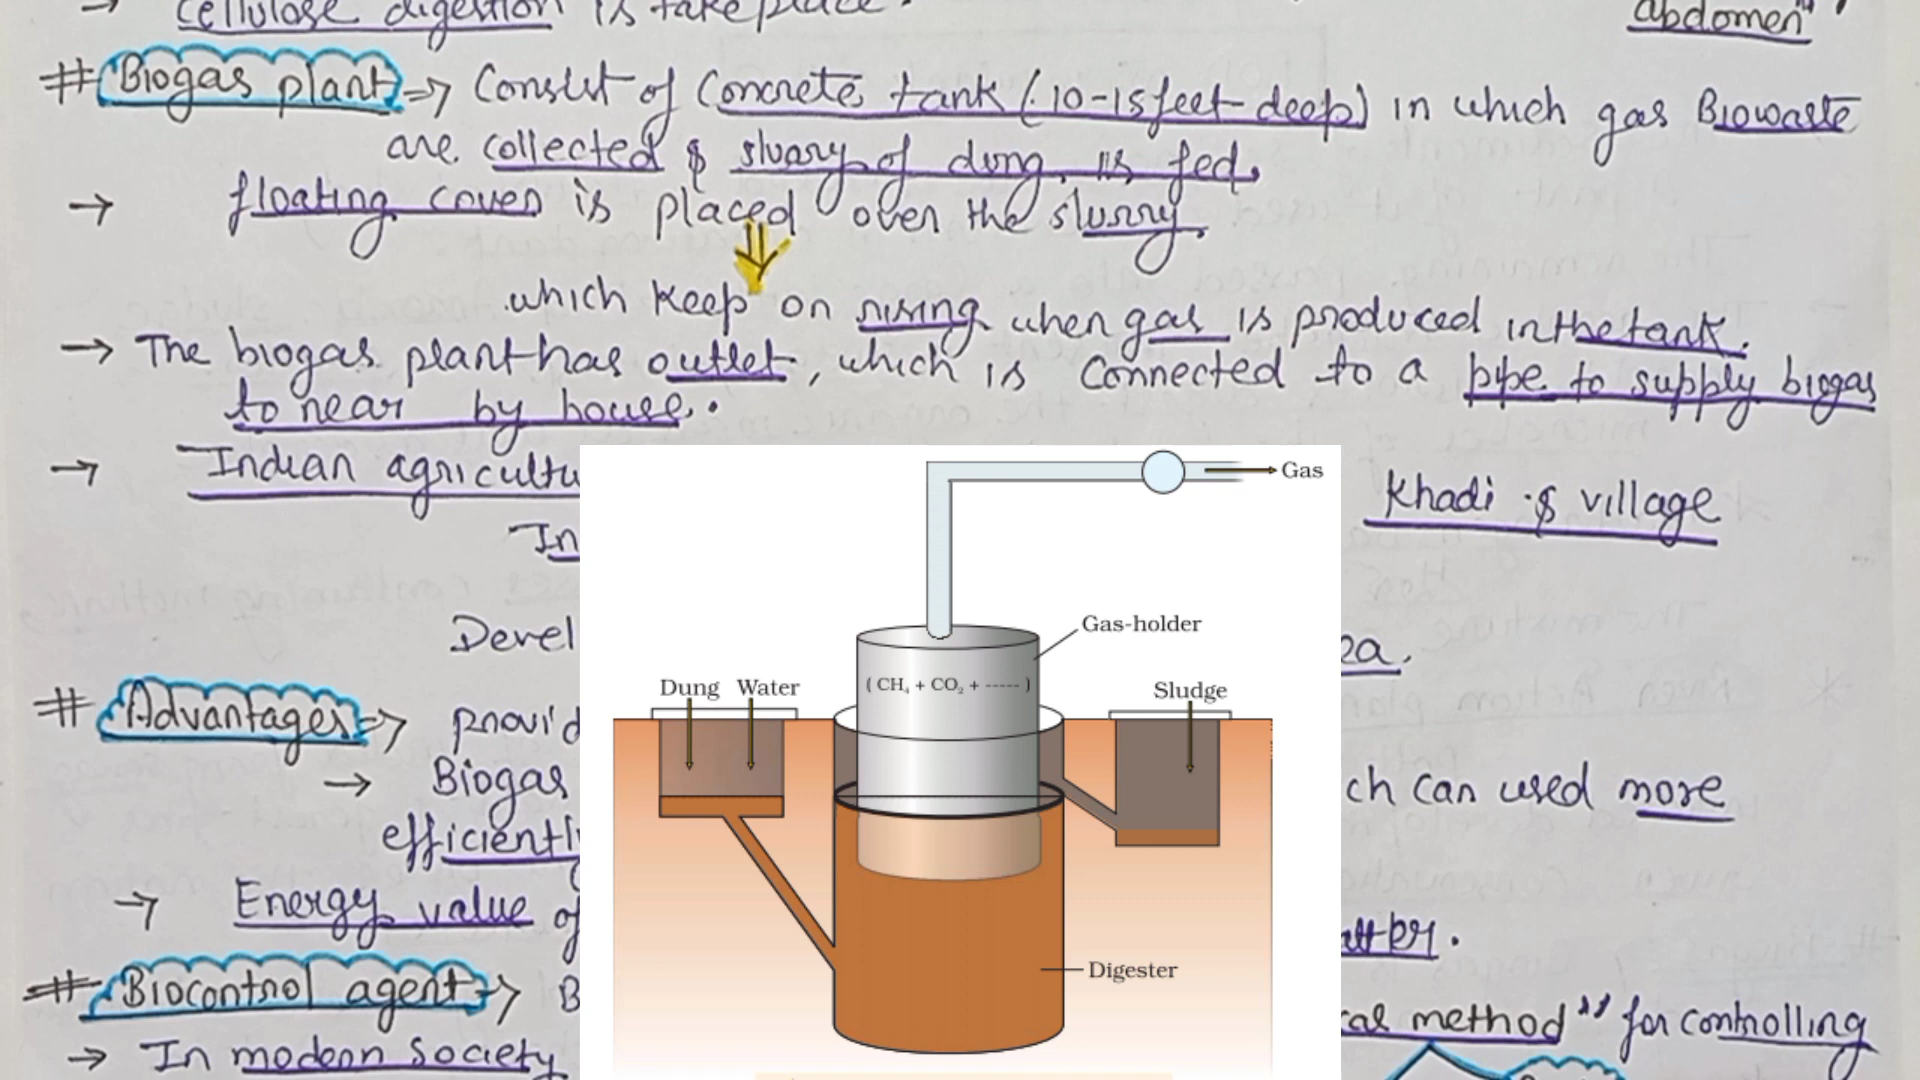 cellulose digestion is take place.
abdomen"
# Biogas plant => Consist of Concrete tank (10-15 feet deep) in which gas Biowaste
are collected & sluary of dung is fed.
→ floating cover is placed over the slurry.
which keep on rising when gas is produced in the tank.
→ The biogas plant has outlet, which is connected to a pipe to supply biogas
to near by house.
→ Indian agricultu
Khadi & village
In
Gas
Devel
ea.
Gas-holder
Dung Water
( CH4 + CO2 + ----- )
Sludge
# Advantages => provid
→ Biogas
ch can used more
efficientl
→ Energy value of
atter.
Digester
# Biocontrol agent → B
cal method" for controlling
→ In modern society